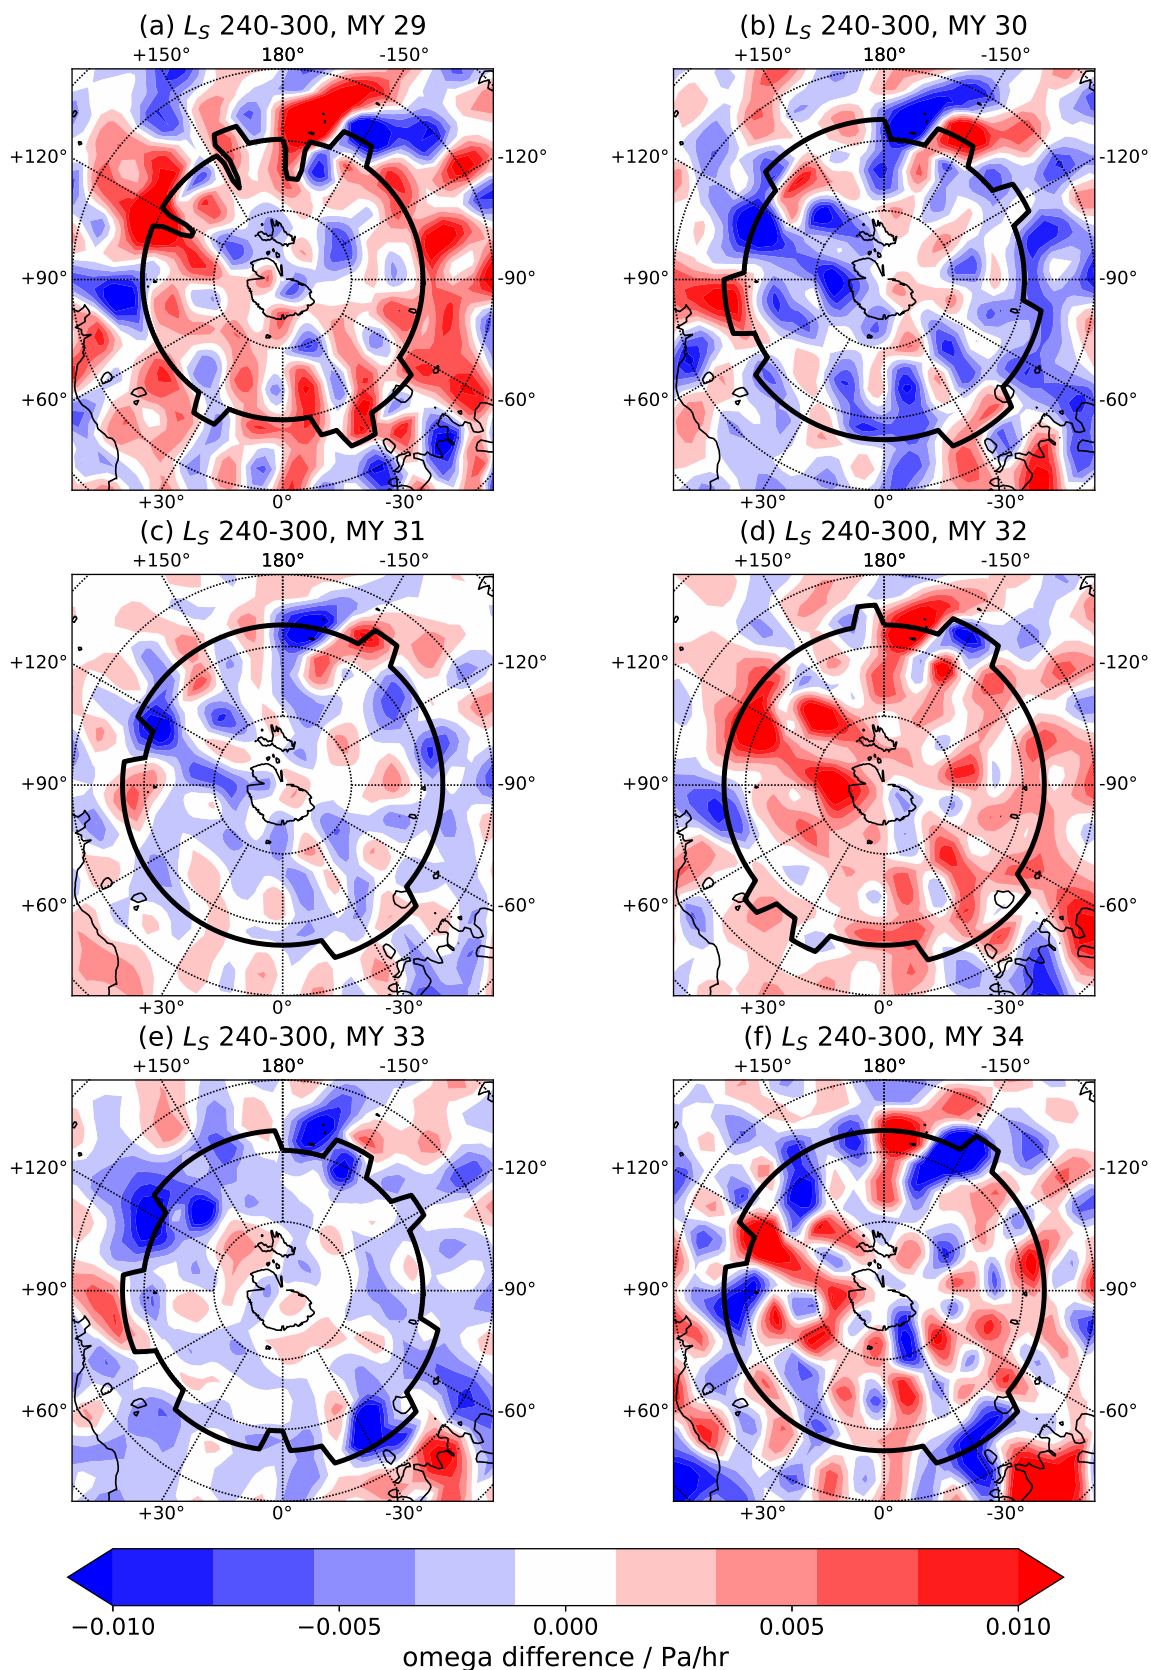 (a) L_S 240-300, MY 29
(b) L_S 240-300, MY 30
+150° 180° -150°
+150° 180° -150°
+120° -120°
+120° -120°
+90° -90°
+90° -90°
+60° -60°
+60° -60°
+30° 0° -30°
+30° 0° -30°
(c) L_S 240-300, MY 31
(d) L_S 240-300, MY 32
+150° 180° -150°
+150° 180° -150°
+120° -120°
+120° -120°
+90° -90°
+90° -90°
+60° -60°
+60° -60°
+30° 0° -30°
+30° 0° -30°
(e) L_S 240-300, MY 33
(f) L_S 240-300, MY 34
+150° 180° -150°
+150° 180° -150°
+120° -120°
+120° -120°
+90° -90°
+90° -90°
+60° -60°
+60° -60°
+30° 0° -30°
+30° 0° -30°
−0.010 −0.005 0.000 0.005 0.010
omega difference / Pa/hr